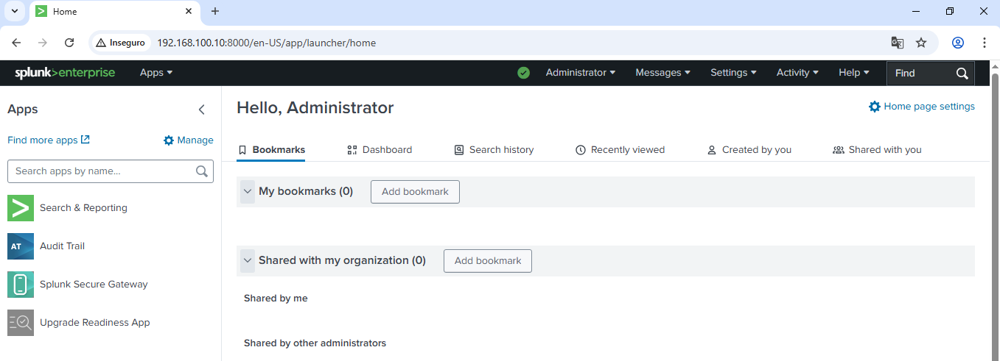 Home
Inseguro 192.168.100.10:8000/en-US/app/launcher/home
splunk>enterprise Apps Administrator Messages Settings Activity Help Find
Apps
Find more apps Manage
Search apps by name...
Search & Reporting
AT Audit Trail
Splunk Secure Gateway
Upgrade Readiness App
Hello, Administrator
Home page settings
Bookmarks Dashboard Search history Recently viewed Created by you Shared with you
My bookmarks (0) Add bookmark
Shared with my organization (0) Add bookmark
Shared by me
Shared by other administrators